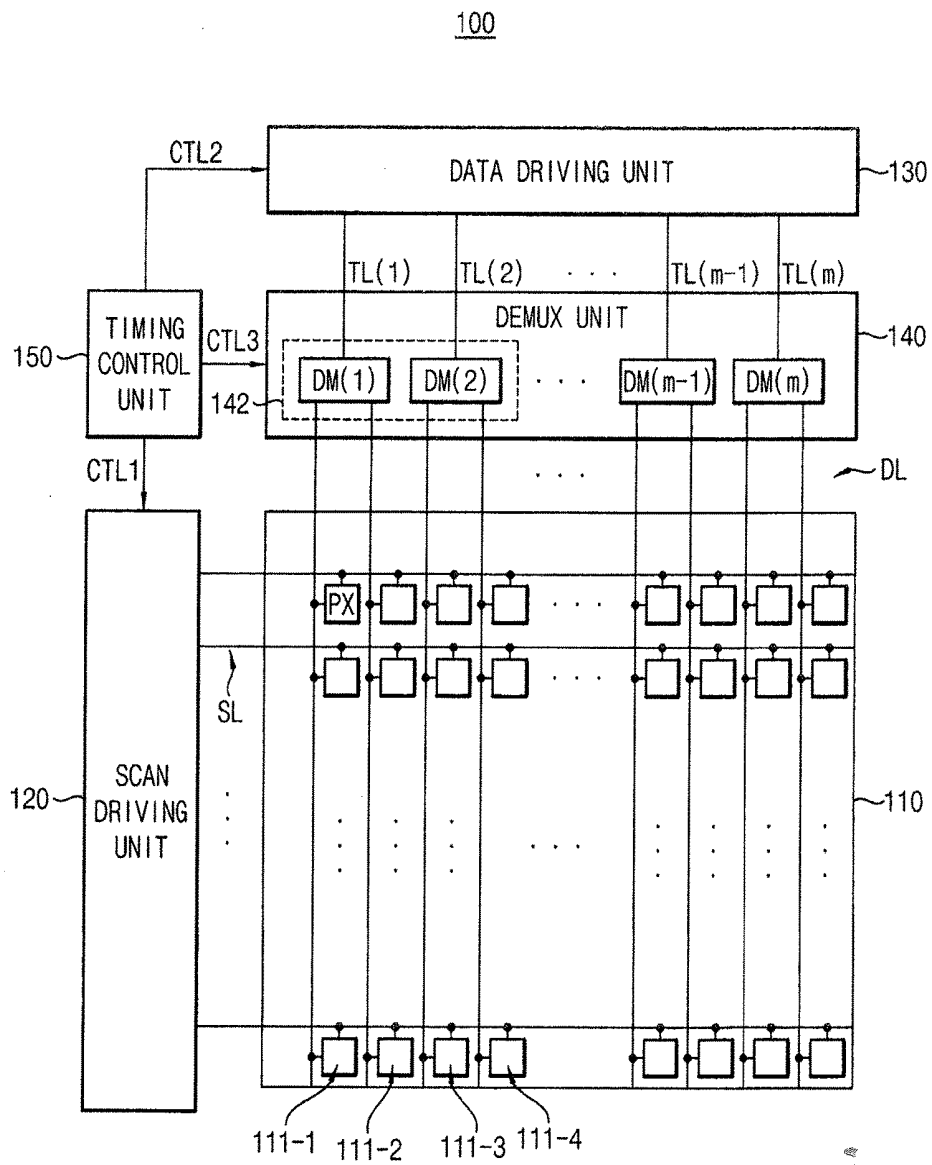 100
CTL2
DATA DRIVING UNIT
130
TL(1)
TL(2)
. . .
TL(m-1)
TL(m)
DEMUX UNIT
140
150
TIMING
CONTROL
UNIT
CTL3
142
DM(1)
DM(2)
. . .
DM(m-1)
DM(m)
CTL1
. . .
DL
PX
. . .
. . .
SL
120
SCAN
DRIVING
UNIT
110
. . .
111-1
111-2
111-3
111-4